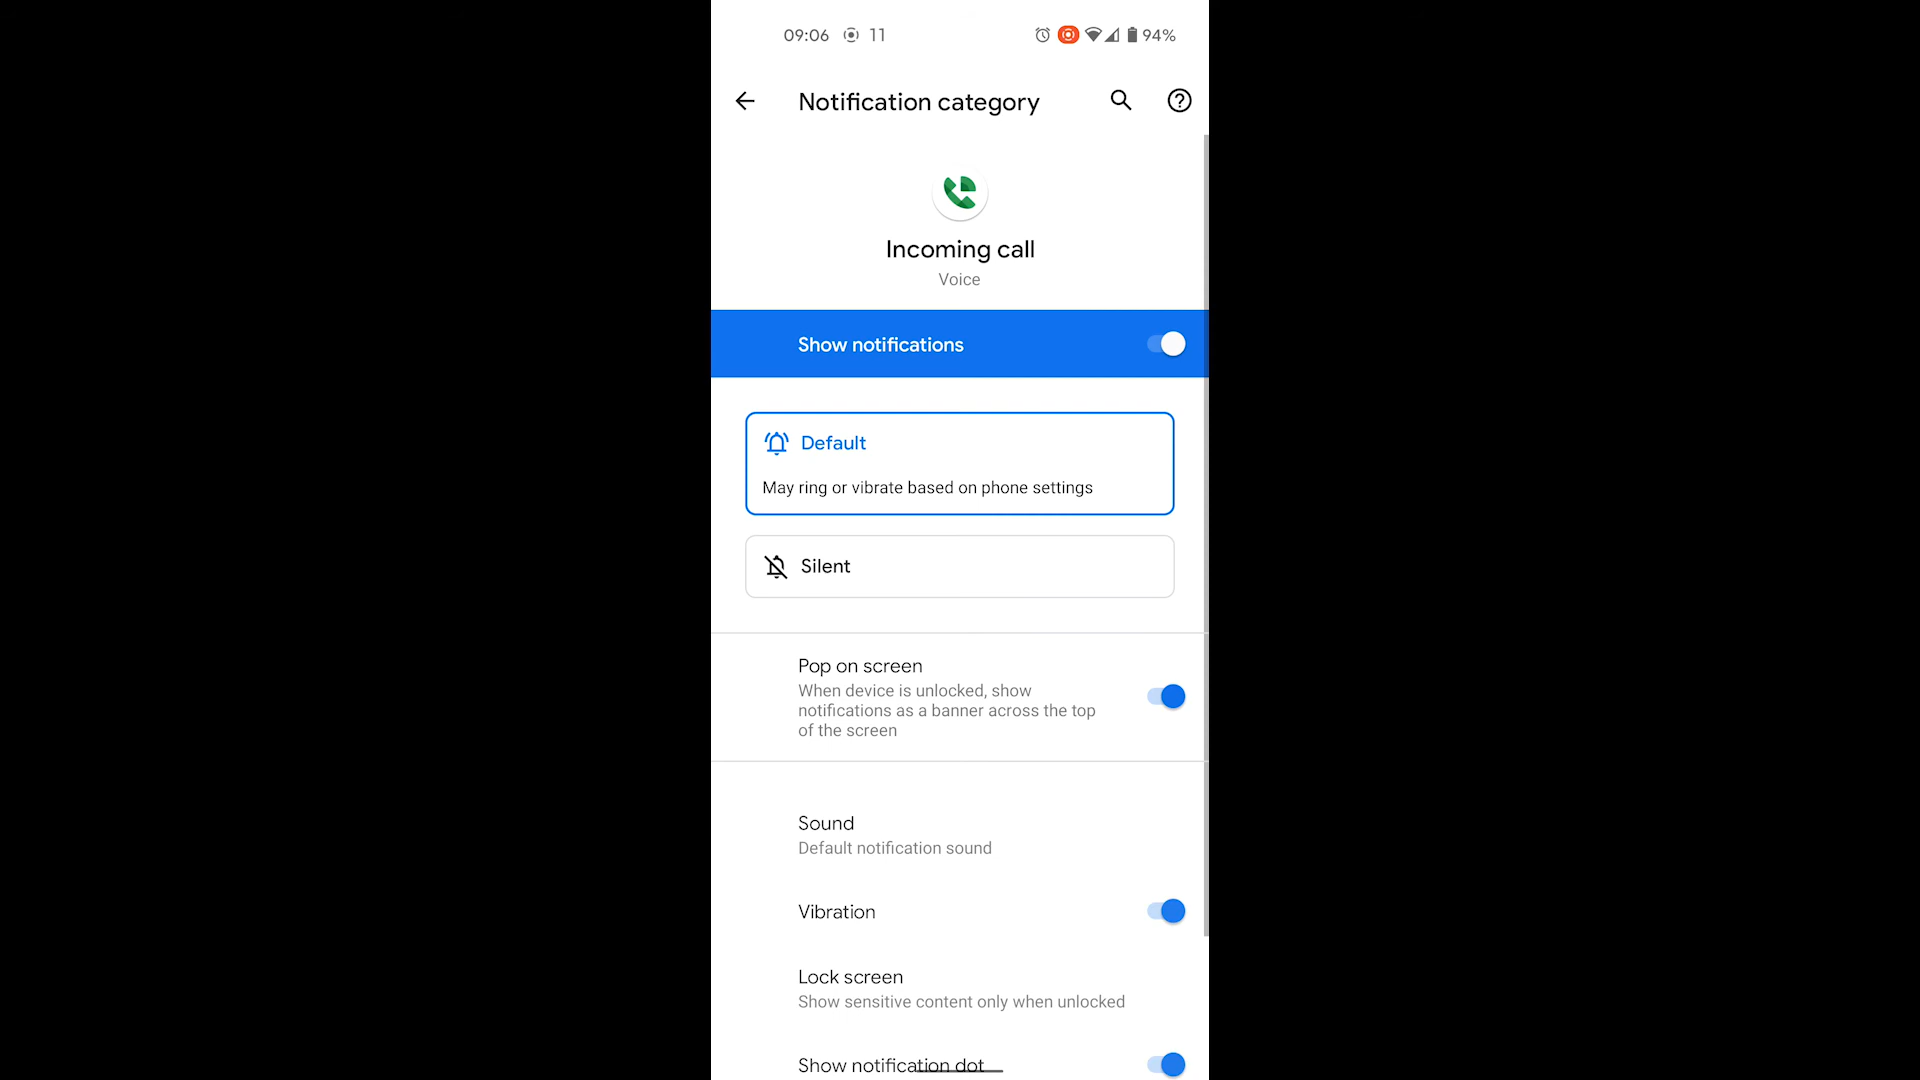 09:06 11 94%
Notification category
Incoming call
Voice
Show notifications
Default
May ring or vibrate based on phone settings
Silent
Pop on screen
When device is unlocked, show
notifications as a banner across the top
of the screen
Sound
Default notification sound
Vibration
Lock screen
Show sensitive content only when unlocked
Show notification dot